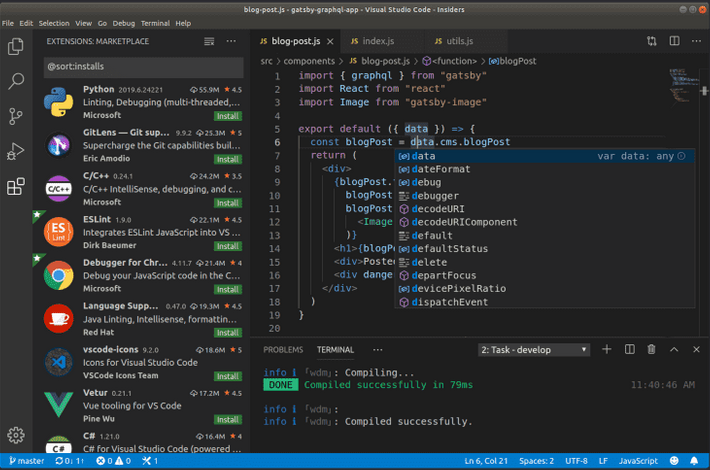 blog-post.js - gatsby-graphql-app - Visual Studio Code - Insiders
File Edit Selection View Go Debug Terminal Help
EXTENSIONS: MARKETPLACE
@sort:installs
Python 2019.6.24221 55.9M 4.5
Linting, Debugging (multi-threaded,...
Microsoft Install
GitLens — Git sup... 9.9.2 25.3M 5
Supercharge the Git capabilities buil...
Eric Amodio Install
C/C++ 0.24.1 24.2M 3.5
C/C++ IntelliSense, debugging, and c...
Microsoft Install
ESLint 1.9.0 22.1M 4.5
Integrates ESLint JavaScript into VS ...
Dirk Baeumer Install
Debugger for Chr... 4.11.7 21.4M 4
Debug your JavaScript code in the C...
Microsoft Install
Language Supp... 0.47.0 19.3M 4.5
Java Linting, Intellisense, formattin...
Red Hat Install
vscode-icons 9.2.0 18.6M 5
Icons for Visual Studio Code
VSCode Icons Team Install
Vetur 0.21.1 17.2M 4.5
Vue tooling for VS Code
Pine Wu Install
C# 1.21.0 16.4M 4
C# for Visual Studio Code (powered ...
ES
Lint
C/C++
C#
JS blog-post.js JS index.js JS utils.js
src > components > JS blog-post.js > <function> > blogPost
1 import { graphql } from "gatsby"
2 import React from "react"
3 import Image from "gatsby-image"
4
5 export default ({ data }) => {
6 const blogPost = data.cms.blogPost
7 return (
8 <div>
9 {blogPost.
10 blogPo
11 blogPost
12 <Image
13 )}
14 <h1>{blogPo
15 <div>Poste
16 <div dange
17 </div>
18 )
19 }
20
data var data: any
dateFormat
debug
debugger
decodeURI
decodeURIComponent
default
defaultStatus
delete
departFocus
devicePixelRatio
dispatchEvent
PROBLEMS TERMINAL ... 2: Task - develop
info ℹ ｢wdm｣: Compiling...
DONE Compiled successfully in 79ms 11:40:46 AM
info ℹ ｢wdm｣:
info ℹ ｢wdm｣: Compiled successfully.
master 0↓ 1↑ 0 0 1 Ln 6, Col 21 Spaces: 2 UTF-8 LF JavaScript